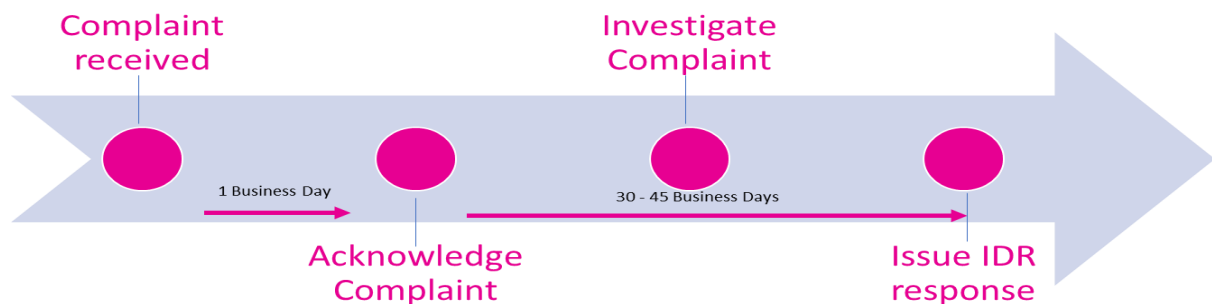 Complaint
received
Investigate
Complaint
1 Business Day
30 - 45 Business Days
Acknowledge
Complaint
Issue IDR
response